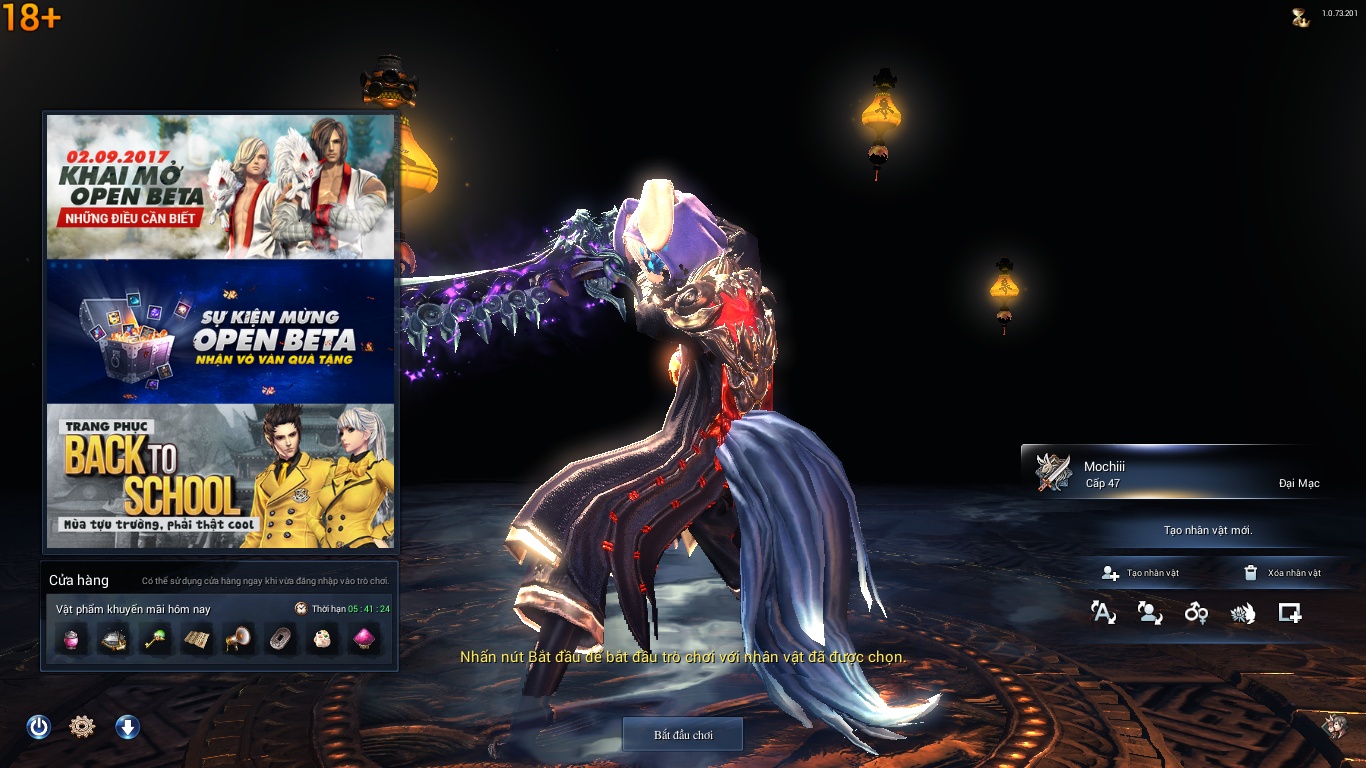 18+
1.0.73.201
02.09.2017
KHAI MỞ
OPEN BETA
NHỮNG ĐIỀU CẦN BIẾT
SỰ KIỆN MỪNG
OPEN BETA
NHẬN VÔ VÀN QUÀ TẶNG
TRANG PHỤC
BACK TO
SCHOOL
Mùa tựu trường, phải thật cool
Cửa hàng
Có thể sử dụng cửa hàng ngay khi vừa đăng nhập vào trò chơi.
Vật phẩm khuyến mãi hôm nay
Thời hạn 05 : 41 : 24
Mochiii
Cấp 47
Đại Mạc
Tạo nhân vật mới.
Tạo nhân vật
Xóa nhân vật
Nhấn nút Bắt đầu để bắt đầu trò chơi với nhân vật đã được chọn.
Bắt đầu chơi